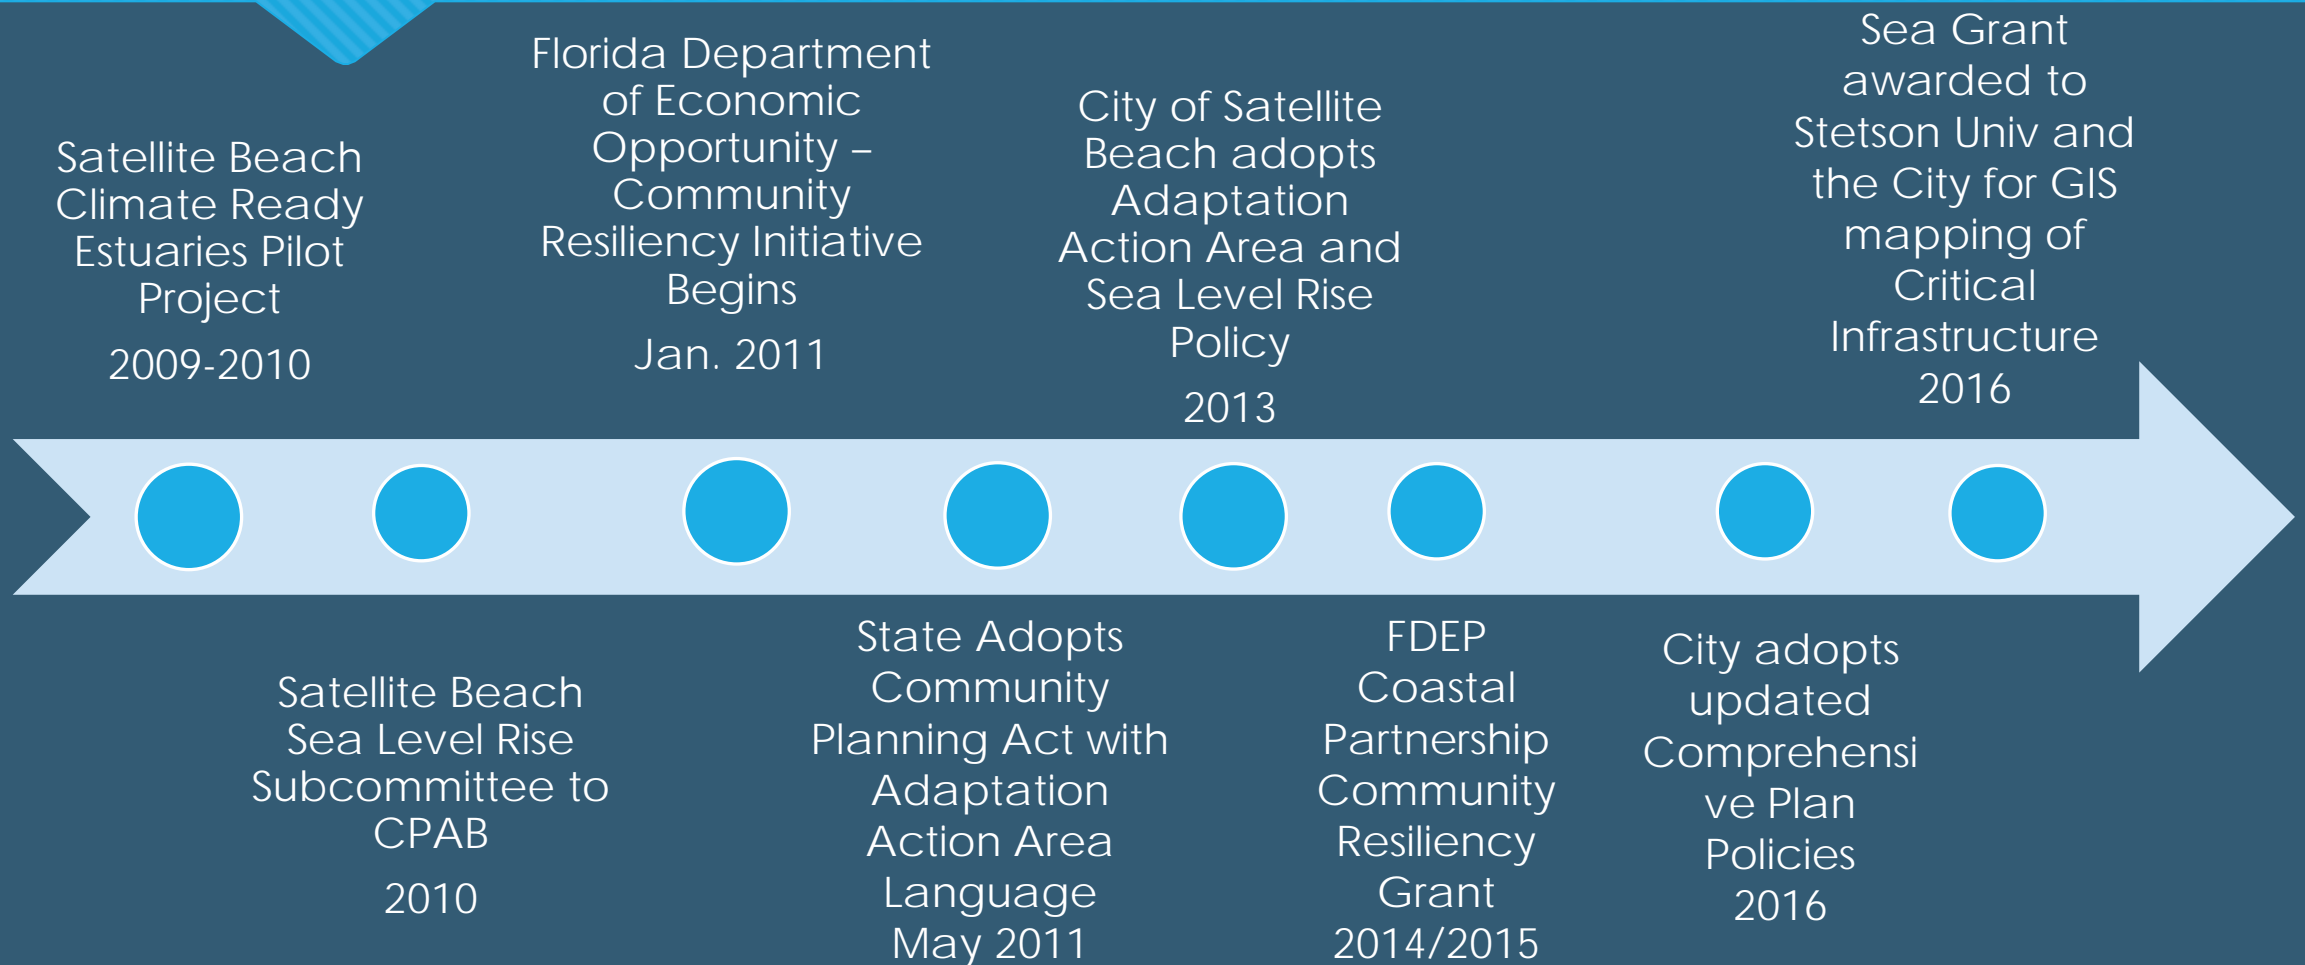 Satellite Beach
Climate Ready
Estuaries Pilot
Project
2009-2010
Satellite Beach
Sea Level Rise
Subcommittee to
CPAB
2010
Florida Department
of Economic
Opportunity –
Community
Resiliency Initiative
Begins
Jan. 2011
State Adopts
Community
Planning Act with
Adaptation
Action Area
Language
May 2011
City of Satellite
Beach adopts
Adaptation
Action Area and
Sea Level Rise
Policy
2013
FDEP
Coastal
Partnership
Community
Resiliency
Grant
2014/2015
City adopts
updated
Comprehensi
ve Plan
Policies
2016
Sea Grant
awarded to
Stetson Univ and
the City for GIS
mapping of
Critical
Infrastructure
2016